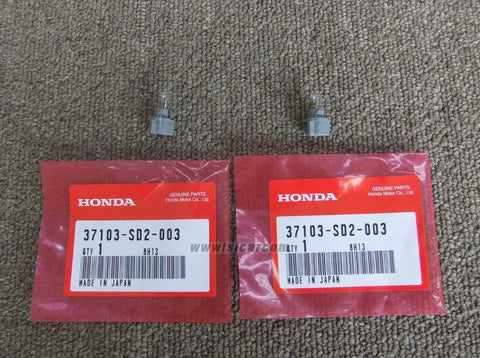 HONDA
GENUINE PARTS
Honda Motor Co., Ltd.
37103-SD2-003
QTY 1 8H13
MADE IN JAPAN
HONDA
GENUINE PARTS
Honda Motor Co., Ltd.
37103-SD2-003
QTY 1 8H13
MADE IN JAPAN